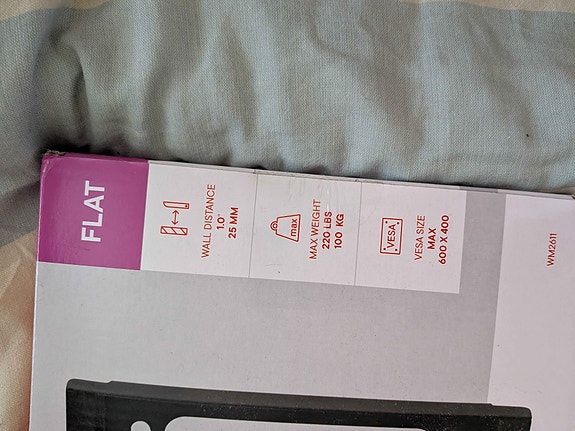 FLAT
WALL DISTANCE
1.0"
25 MM
max
MAX WEIGHT
220 LBS
100 KG
VESA
VESA SIZE
MAX
600 X 400
WM2611